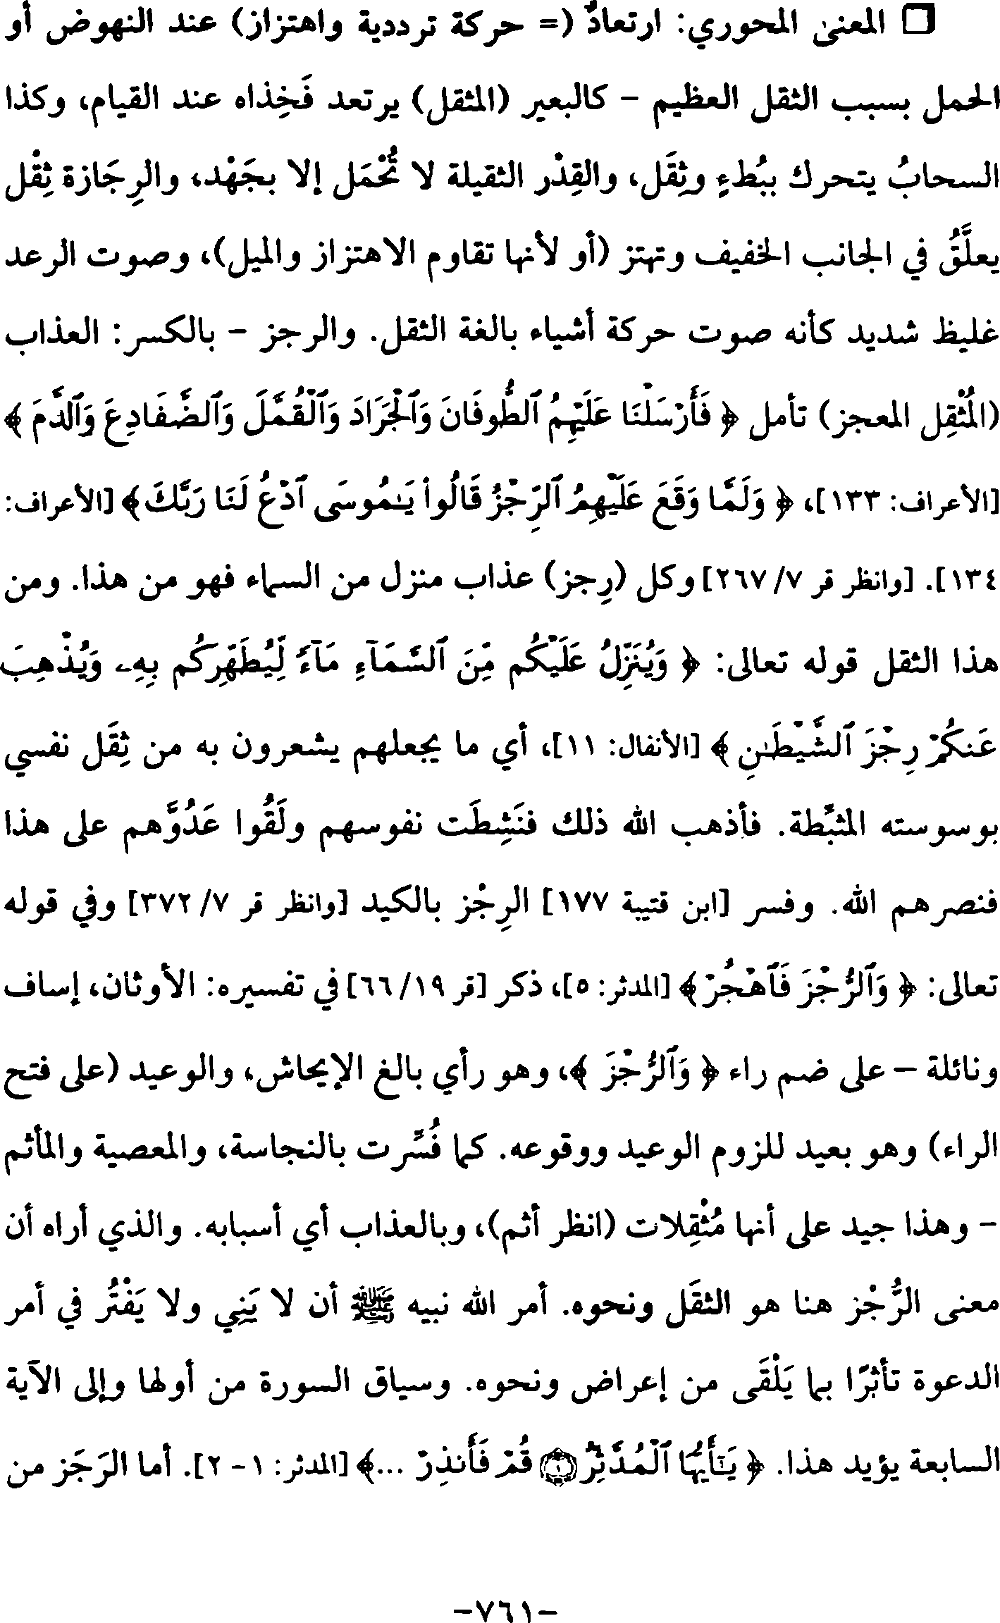 ❒ المعنىٰ المحوري: ارتعادٌ (= حركة ترددية واهتزاز) عند النهوض أو
الحمل بسبب الثقل العظيم - كالبعير (المثقل) يرتعد فَخِذاه عند القيام، وكذا
السحابُ يتحرك ببُطءٍ وثِقَل، والقِدْر الثقيلة لا تُحْمَل إلا بجَهْد، والرِجَازة ثِقْل
يعلَّقُ في الجانب الخفيف وتهتز (أو لأنها تقاوم الاهتزاز والميل)، وصوت الرعد
غليظ شديد كأنه صوت حركة أشياء بالغة الثقل. والرجز - بالكسر: العذاب
(المُثْقِل المعجز) تأمل ﴿ فَأَرْسَلْنَا عَلَيْهِمُ ٱلطُّوفَانَ وَٱلْجَرَادَ وَٱلْقُمَّلَ وَٱلضَّفَادِعَ وَٱلدَّمَ ﴾
[الأعراف: ١٣٣]، ﴿ وَلَمَّا وَقَعَ عَلَيْهِمُ ٱلرِّجْزُ قَالُوا۟ يَـٰمُوسَى ٱدْعُ لَنَا رَبَّكَ﴾ [الأعراف:
١٣٤]. [وانظر قر ٧/ ٢٦٧] وكل (رِجز) عذاب منزل من السماء فهو من هذا. ومن
هذا الثقل قوله تعالى: ﴿ وَيُنَزِّلُ عَلَيْكُم مِّنَ ٱلسَّمَآءِ مَآءً لِّيُطَهِّرَكُم بِهِۦ وَيُذْهِبَ
عَنكُمْ رِجْزَ ٱلشَّيْطَـٰنِ ﴾ [الأنفال: ١١]، أي ما يجعلهم يشعرون به من ثِقَل نفسي
بوسوسته المثبِّطة. فأذهب الله ذلك فنَشِطَت نفوسهم ولَقُوا عَدُوَّهم على هذا
فنصرهم الله. وفسر [ابن قتيبة ١٧٧] الرِجْز بالكيد [وانظر قر ٧/ ٣٧٢] وفي قوله
تعالى: ﴿ وَٱلرُّجْزَ فَٱهْجُرْ ﴾ [المدثر: ٥]، ذكر [قر ١٩/ ٦٦] في تفسيره: الأوثان، إساف
ونائلة - على ضم راء ﴿ وَٱلرُّجْزَ ﴾، وهو رأي بالغ الإيحاش، والوعيد (على فتح
الراء) وهو بعيد للزوم الوعيد ووقوعه. كما فُسِّرت بالنجاسة، والمعصية والمأثم
- وهذا جيد على أنها مُثْقِلات (انظر أثم)، وبالعذاب أي أسبابه. والذي أراه أن
معنى الرُّجْز هنا هو الثقَل ونحوه. أمر الله نبيه ﷺ أن لا يَنِي ولا يَفْتُر في أمر
الدعوة تأثرًا بما يَلْقَى من إعراض ونحوه. وسياق السورة من أولها وإلى الآية
السابعة يؤيد هذا. ﴿ يَـٰٓأَيُّهَا ٱلْمُدَّثِّرُ ١ قُمْ فَأَنذِرْ ...﴾ [المدثر: ١- ٢]. أما الرَجَز من
-٧٦١-